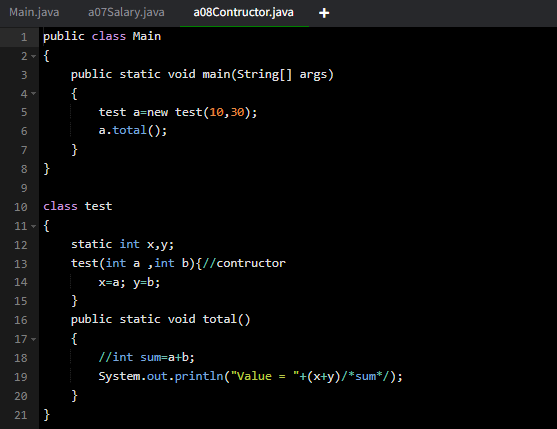 Main.java a07Salary.java a08Contructor.java +
1 public class Main
2 {
3 public static void main(String[] args)
4 {
5 test a=new test(10,30);
6 a.total();
7 }
8 }
9
10 class test
11 {
12 static int x,y;
13 test(int a ,int b){//contructor
14 x=a; y=b;
15 }
16 public static void total()
17 {
18 //int sum=a+b;
19 System.out.println("Value = "+(x+y)/*sum*/);
20 }
21 }